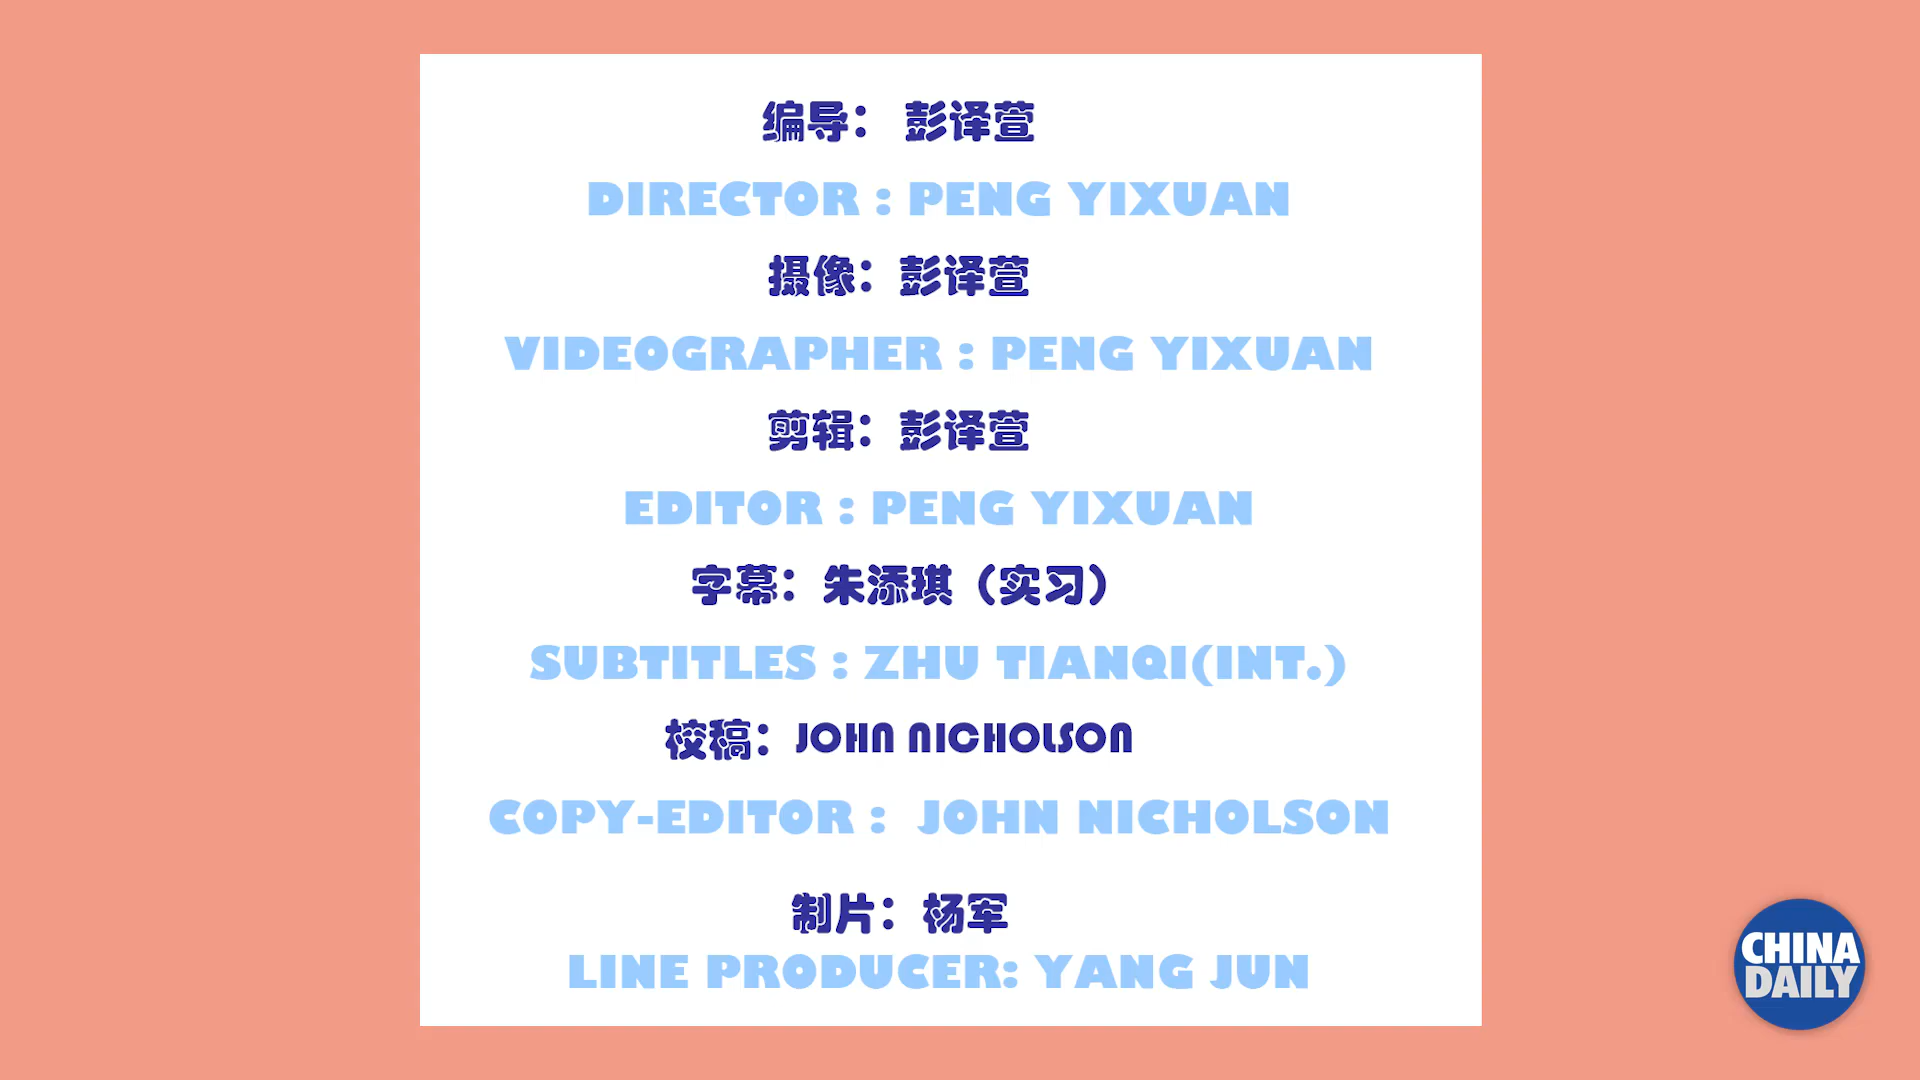 编导： 彭译萱
DIRECTOR : PENG YIXUAN
摄像：彭译萱
VIDEOGRAPHER : PENG YIXUAN
剪辑：彭译萱
EDITOR : PENG YIXUAN
字幕：朱添琪（实习）
SUBTITLES : ZHU TIANQI(INT.)
校稿：JOHN NICHOLSON
COPY-EDITOR : JOHN NICHOLSON
制片：杨军
LINE PRODUCER: YANG JUN
CHINA
DAILY